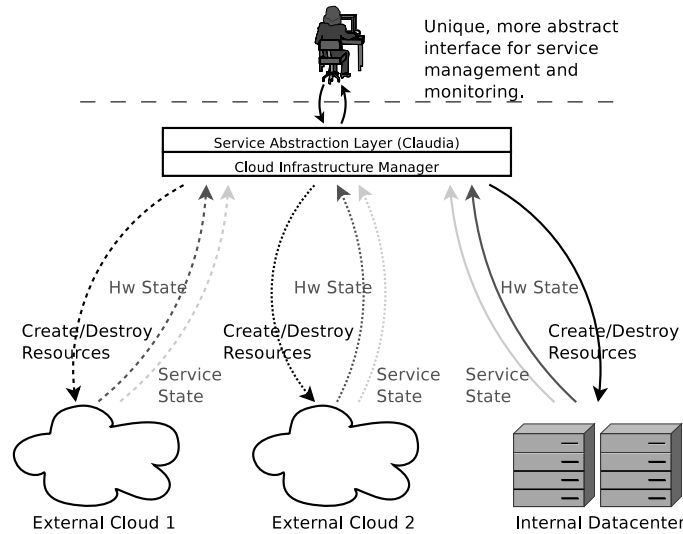 Unique, more abstract
interface for service
management and
monitoring.
Service Abstraction Layer (Claudia)
Cloud Infrastructure Manager
Hw State
Hw State
Hw State
Create/Destroy
Resources
Create/Destroy
Resources
Create/Destroy
Resources
Service
State
Service
State
Service
State
External Cloud 1
External Cloud 2
Internal Datacenter